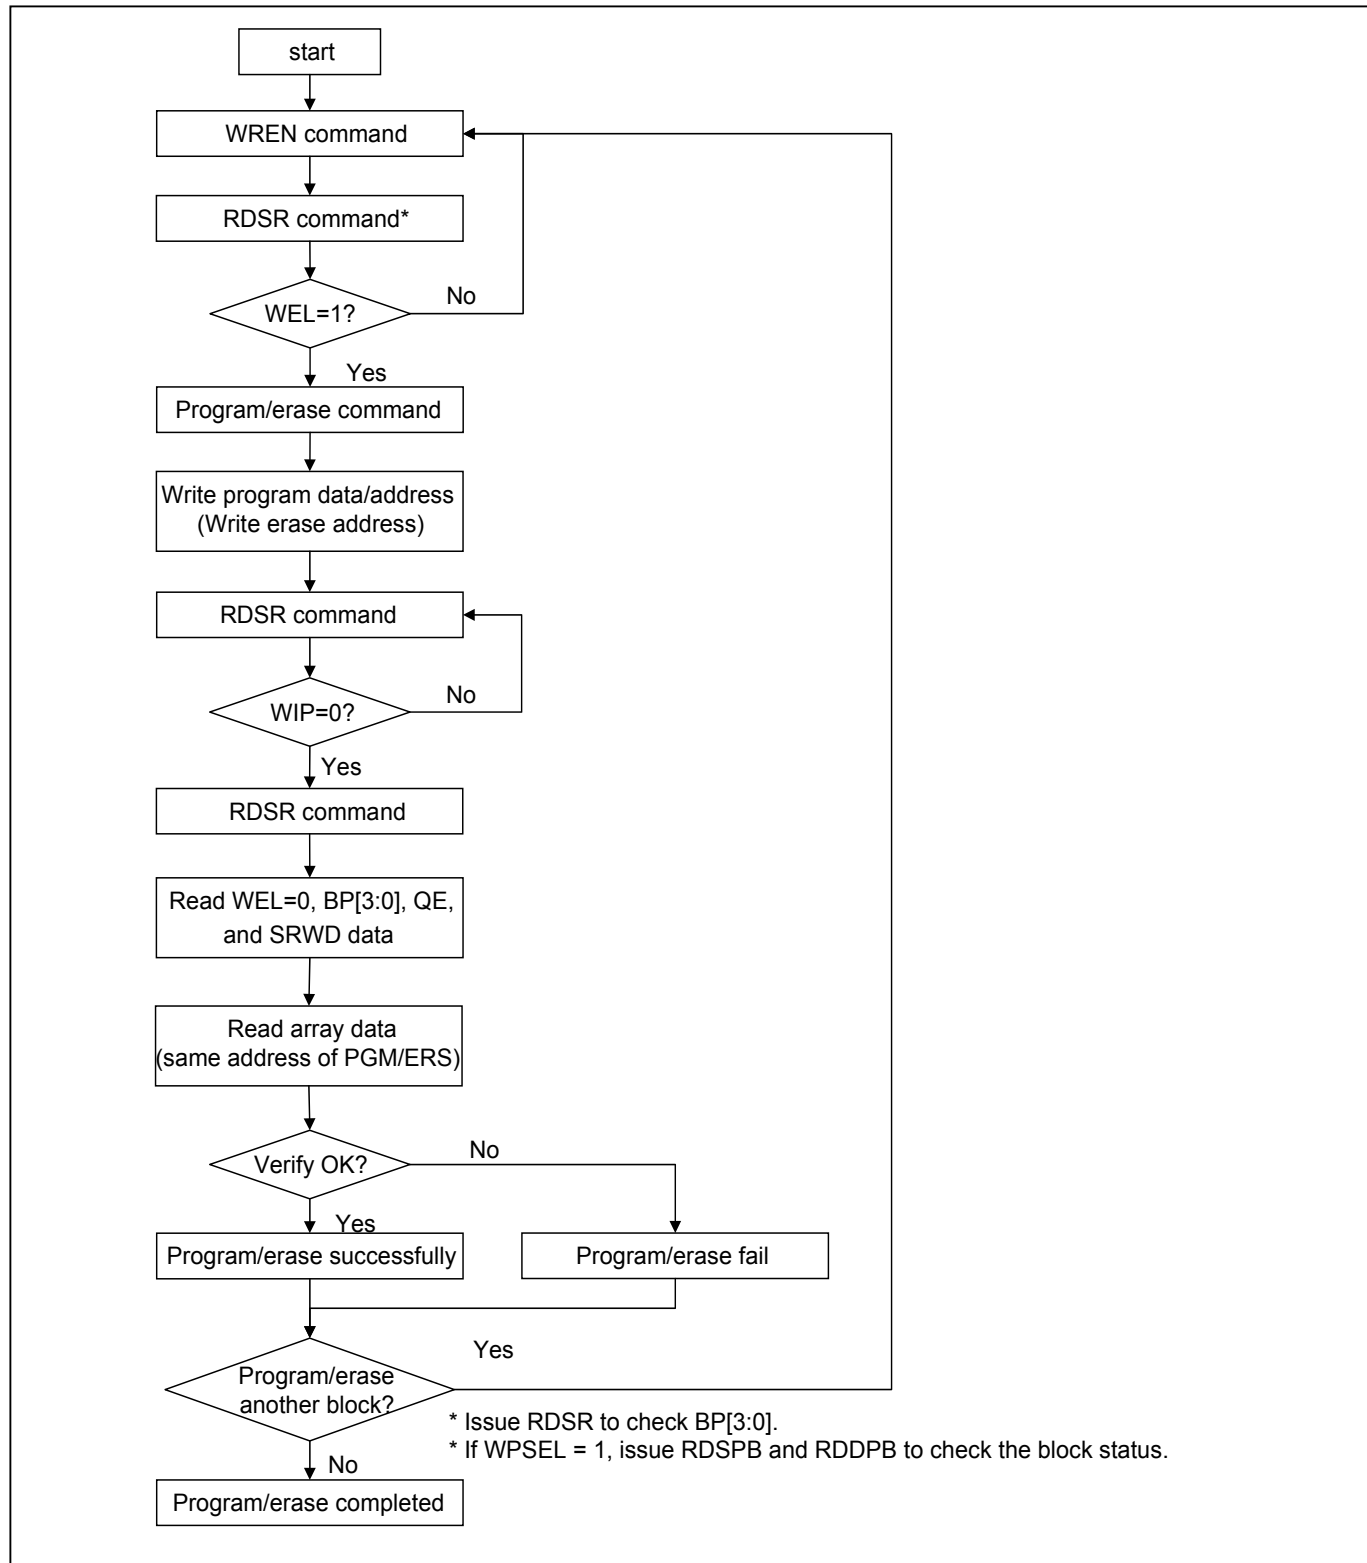 start
WREN command
RDSR command*
WEL=1?
No
Yes
Program/erase command
Write program data/address
(Write erase address)
RDSR command
WIP=0?
No
Yes
RDSR command
Read WEL=0, BP[3:0], QE,
and SRWD data
Read array data
(same address of PGM/ERS)
Verify OK?
No
Yes
Program/erase successfully
Program/erase fail
Program/erase
another block?
Yes
* Issue RDSR to check BP[3:0].
* If WPSEL = 1, issue RDSPB and RDDPB to check the block status.
No
Program/erase completed